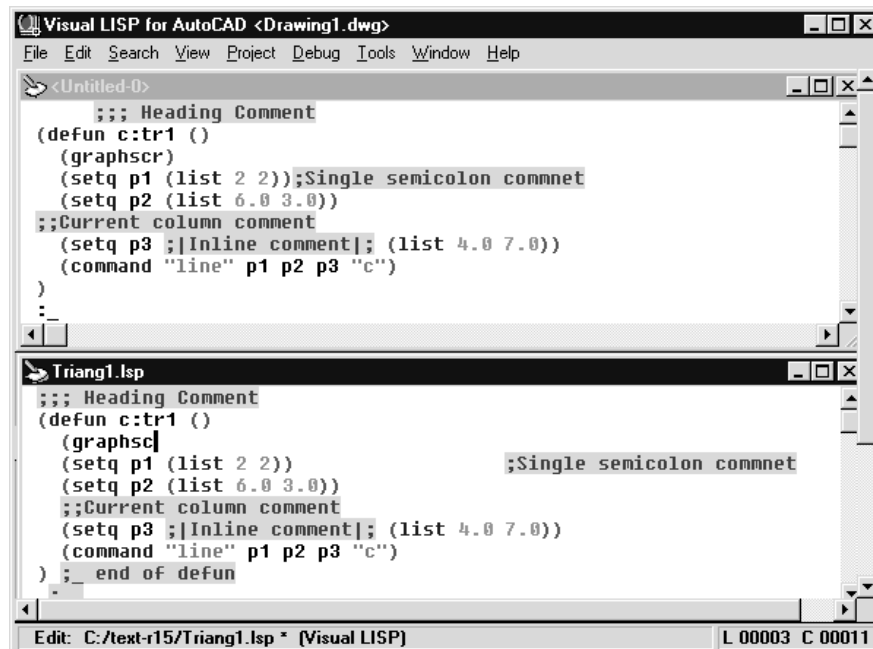 Visual LISP for AutoCAD <Drawing1.dwg>
File Edit Search View Project Debug Tools Window Help
<Untitled-0>
;;; Heading Comment
(defun c:tr1 ()
(graphscr)
(setq p1 (list 2 2));Single semicolon commnet
(setq p2 (list 6.0 3.0))
;;Current column comment
(setq p3 ;|Inline comment|; (list 4.0 7.0))
(command "line" p1 p2 p3 "c")
)
:_
Triang1.lsp
;;; Heading Comment
(defun c:tr1 ()
(graphsc
(setq p1 (list 2 2)) ;Single semicolon commnet
(setq p2 (list 6.0 3.0))
;;Current column comment
(setq p3 ;|Inline comment|; (list 4.0 7.0))
(command "line" p1 p2 p3 "c")
) ;_ end of defun
Edit: C:/text-r15/Triang1.lsp * (Visual LISP) L 00003 C 00011